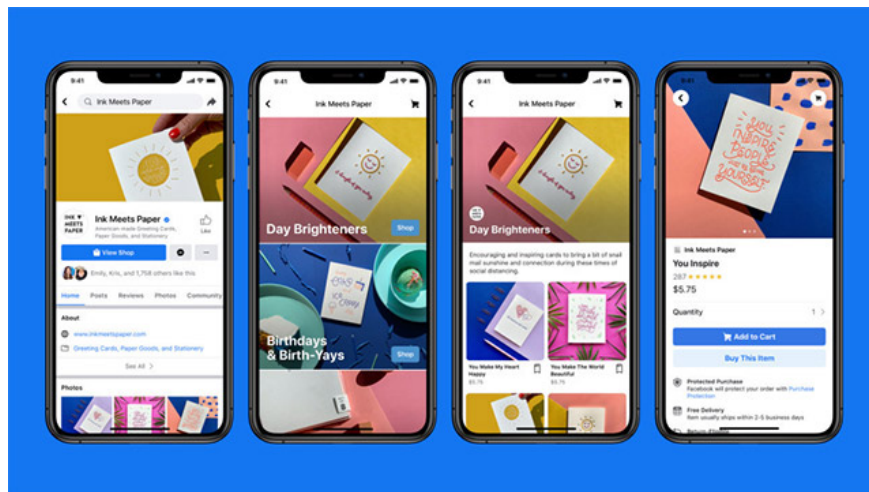 9:41
Ink Meets Paper
INK
MEETS
PAPER
Ink Meets Paper
American-made Greeting Cards,
Paper Goods, and Stationery
Like
View Shop
Emily, Kris, and 1,758 others like this
Home Posts Reviews Photos Community
About
www.inkmeetspaper.com
Greeting Cards, Paper Goods, and Stationery
See All
Photos
9:41
Ink Meets Paper
Day Brighteners
Shop
Birthdays
& Birth-Yays
Shop
9:41
Ink Meets Paper
Day Brighteners
Encouraging and inspiring cards to bring a bit of snail
mail sunshine and connection during these times of
social distancing.
You Make My Heart
Happy
$5.75
You Make The World
Beautiful
$5.75
9:41
YOU
INSPIRE
PEOPLE
YOURSELF
Ink Meets Paper
You Inspire
287
$5.75
Quantity 1
Add to Cart
Buy This Item
Protected Purchase
Facebook will protect your order with Purchase
Protection
Free Delivery
Item usually ships within 2-5 business days